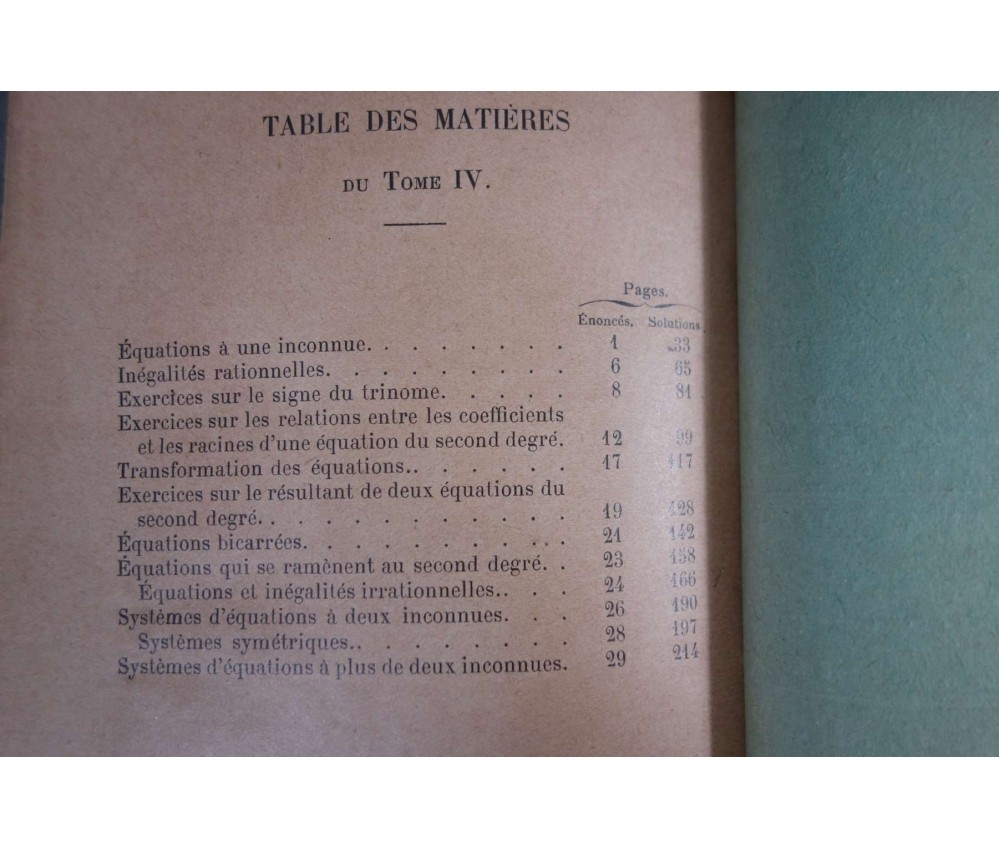 TABLE DES MATIÈRES
DU TOME IV.
Pages.
Énoncés. Solutions
Équations à une inconnue. . . . . . . . 1 33
Inégalités rationnelles. . . . . . . . . 6 65
Exercices sur le signe du trinome. . . . . 8 81
Exercices sur les relations entre les coefficients
et les racines d'une équation du second degré. 12 99
Transformation des équations.. . . . . . 17 117
Exercices sur le résultant de deux équations du
second degré. . . . . . . . . . . . 19 128
Équations bicarrées. . . . . . . . . . 21 142
Équations qui se ramènent au second degré. . 23 158
Équations et inégalités irrationnelles.. . . 24 166
Systèmes d'équations à deux inconnues. . . 26 190
Systèmes symétriques.. . . . . . . . 28 197
Systèmes d'équations à plus de deux inconnues. 29 214